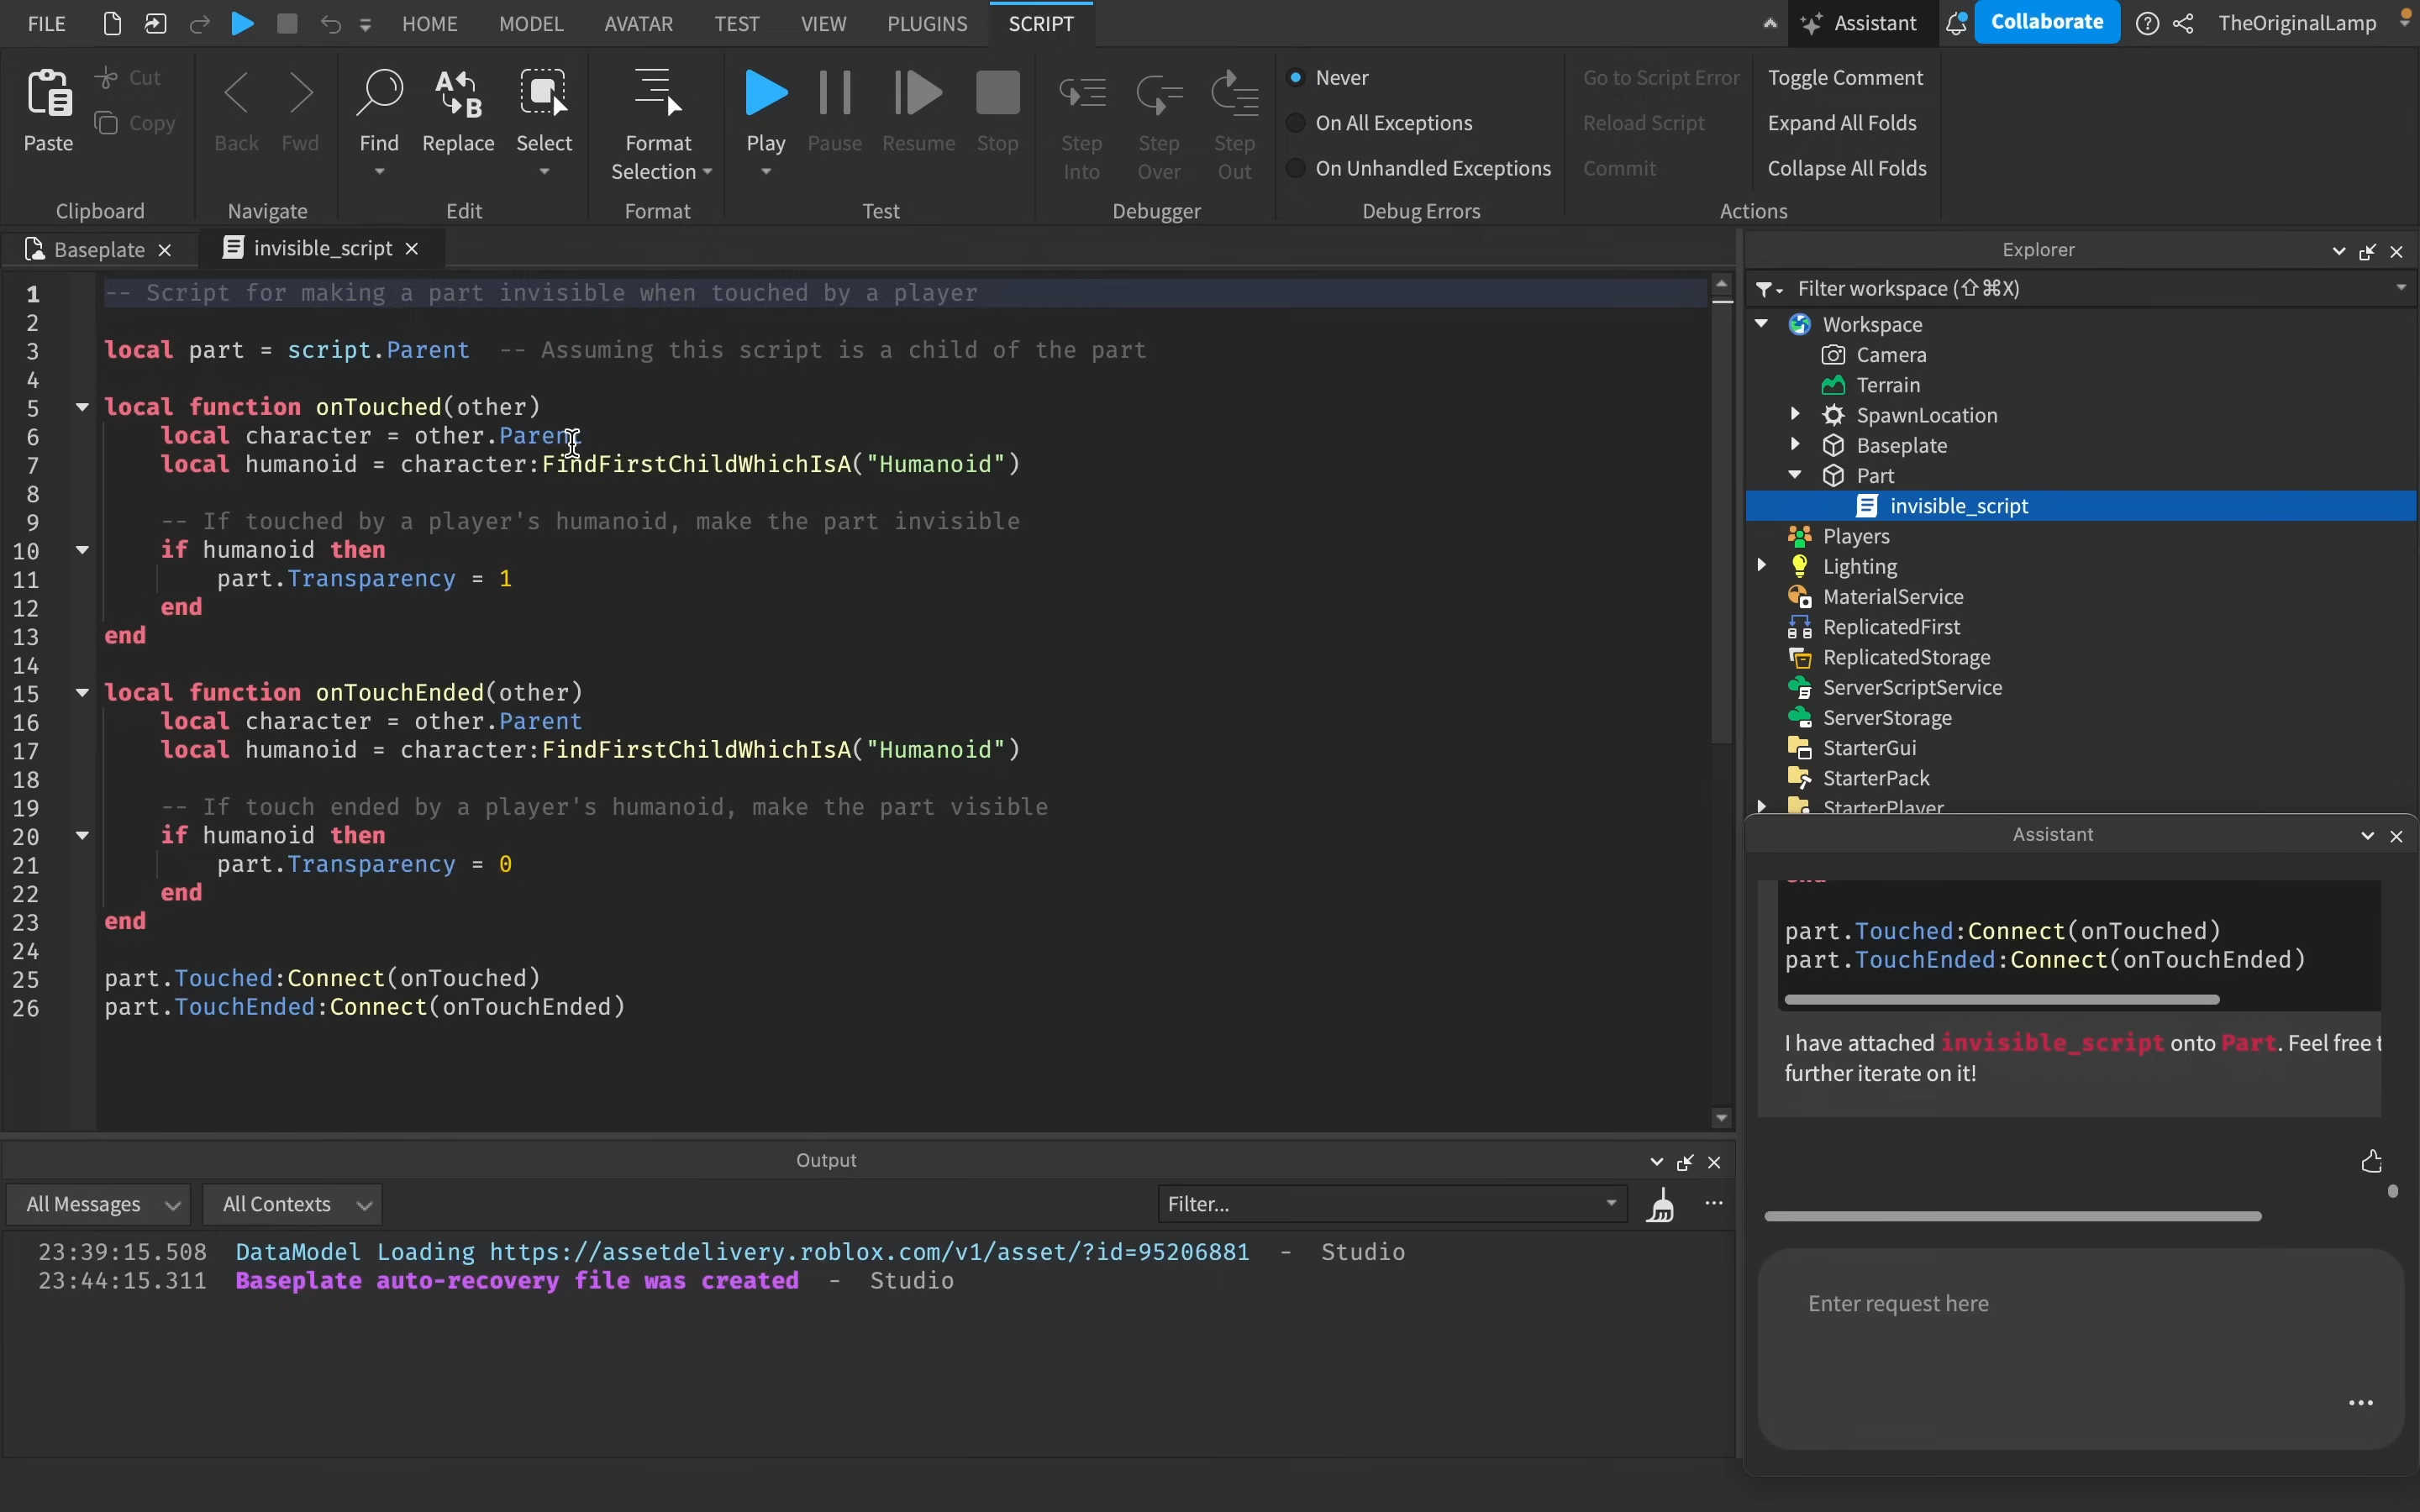 FILE HOME MODEL AVATAR TEST VIEW PLUGINS SCRIPT Assistant Collaborate TheOriginalLamp
Paste
Cut
Copy
Clipboard
Back Fwd
Navigate
Find Replace Select
Edit
Format
Selection
Format
Play Pause Resume Stop
Test
Step
Into
Step
Over
Step
Out
Debugger
Never
On All Exceptions
On Unhandled Exceptions
Debug Errors
Go to Script Error
Reload Script
Commit
Toggle Comment
Expand All Folds
Collapse All Folds
Actions
Baseplate invisible_script
1 -- Script for making a part invisible when touched by a player
2
3 local part = script.Parent -- Assuming this script is a child of the part
4
5 local function onTouched(other)
6 local character = other.Parent
7 local humanoid = character:FindFirstChildWhichIsA("Humanoid")
8
9 -- If touched by a player's humanoid, make the part invisible
10 if humanoid then
11 part.Transparency = 1
12 end
13 end
14
15 local function onTouchEnded(other)
16 local character = other.Parent
17 local humanoid = character:FindFirstChildWhichIsA("Humanoid")
18
19 -- If touch ended by a player's humanoid, make the part visible
20 if humanoid then
21 part.Transparency = 0
22 end
23 end
24
25 part.Touched:Connect(onTouched)
26 part.TouchEnded:Connect(onTouchEnded)
Explorer
Filter workspace (⇧⌘X)
Workspace
Camera
Terrain
SpawnLocation
Baseplate
Part
invisible_script
Players
Lighting
MaterialService
ReplicatedFirst
ReplicatedStorage
ServerScriptService
ServerStorage
StarterGui
StarterPack
StarterPlayer
Assistant
end
part.Touched:Connect(onTouched)
part.TouchEnded:Connect(onTouchEnded)
I have attached invisible_script onto Part. Feel free t
further iterate on it!
Enter request here
Output
All Messages All Contexts Filter...
23:39:15.508 DataModel Loading https://assetdelivery.roblox.com/v1/asset/?id=95206881 - Studio
23:44:15.311 Baseplate auto-recovery file was created - Studio